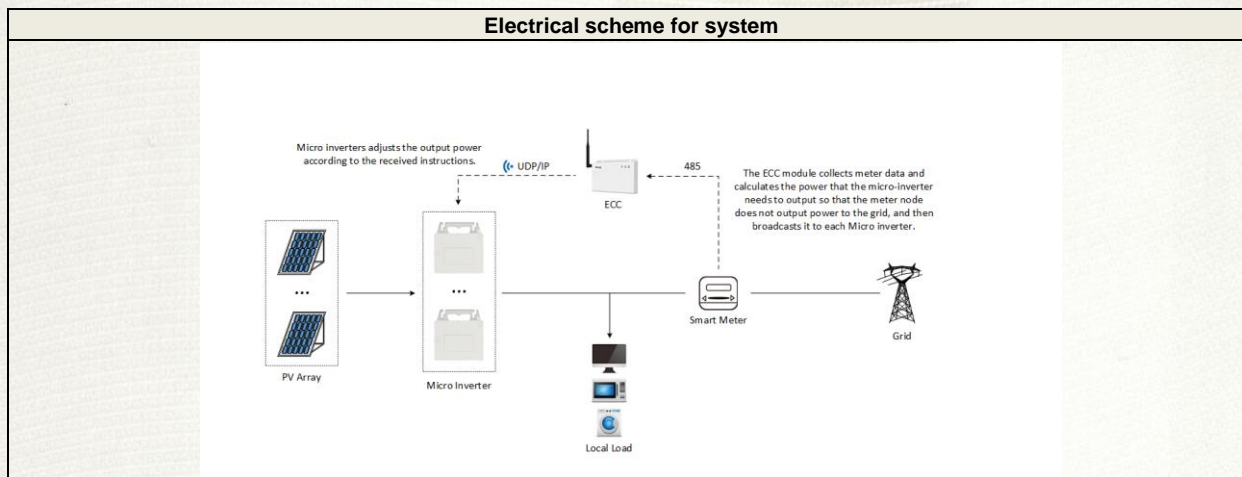 Electrical scheme for system
Micro inverters adjusts the output power
according to the received instructions.
UDP/IP
485
ECC
The ECC module collects meter data and
calculates the power that the micro-inverter
needs to output so that the meter node
does not output power to the grid, and then
broadcasts it to each Micro inverter.
...
...
Smart Meter
Grid
PV Array
Micro Inverter
Local Load